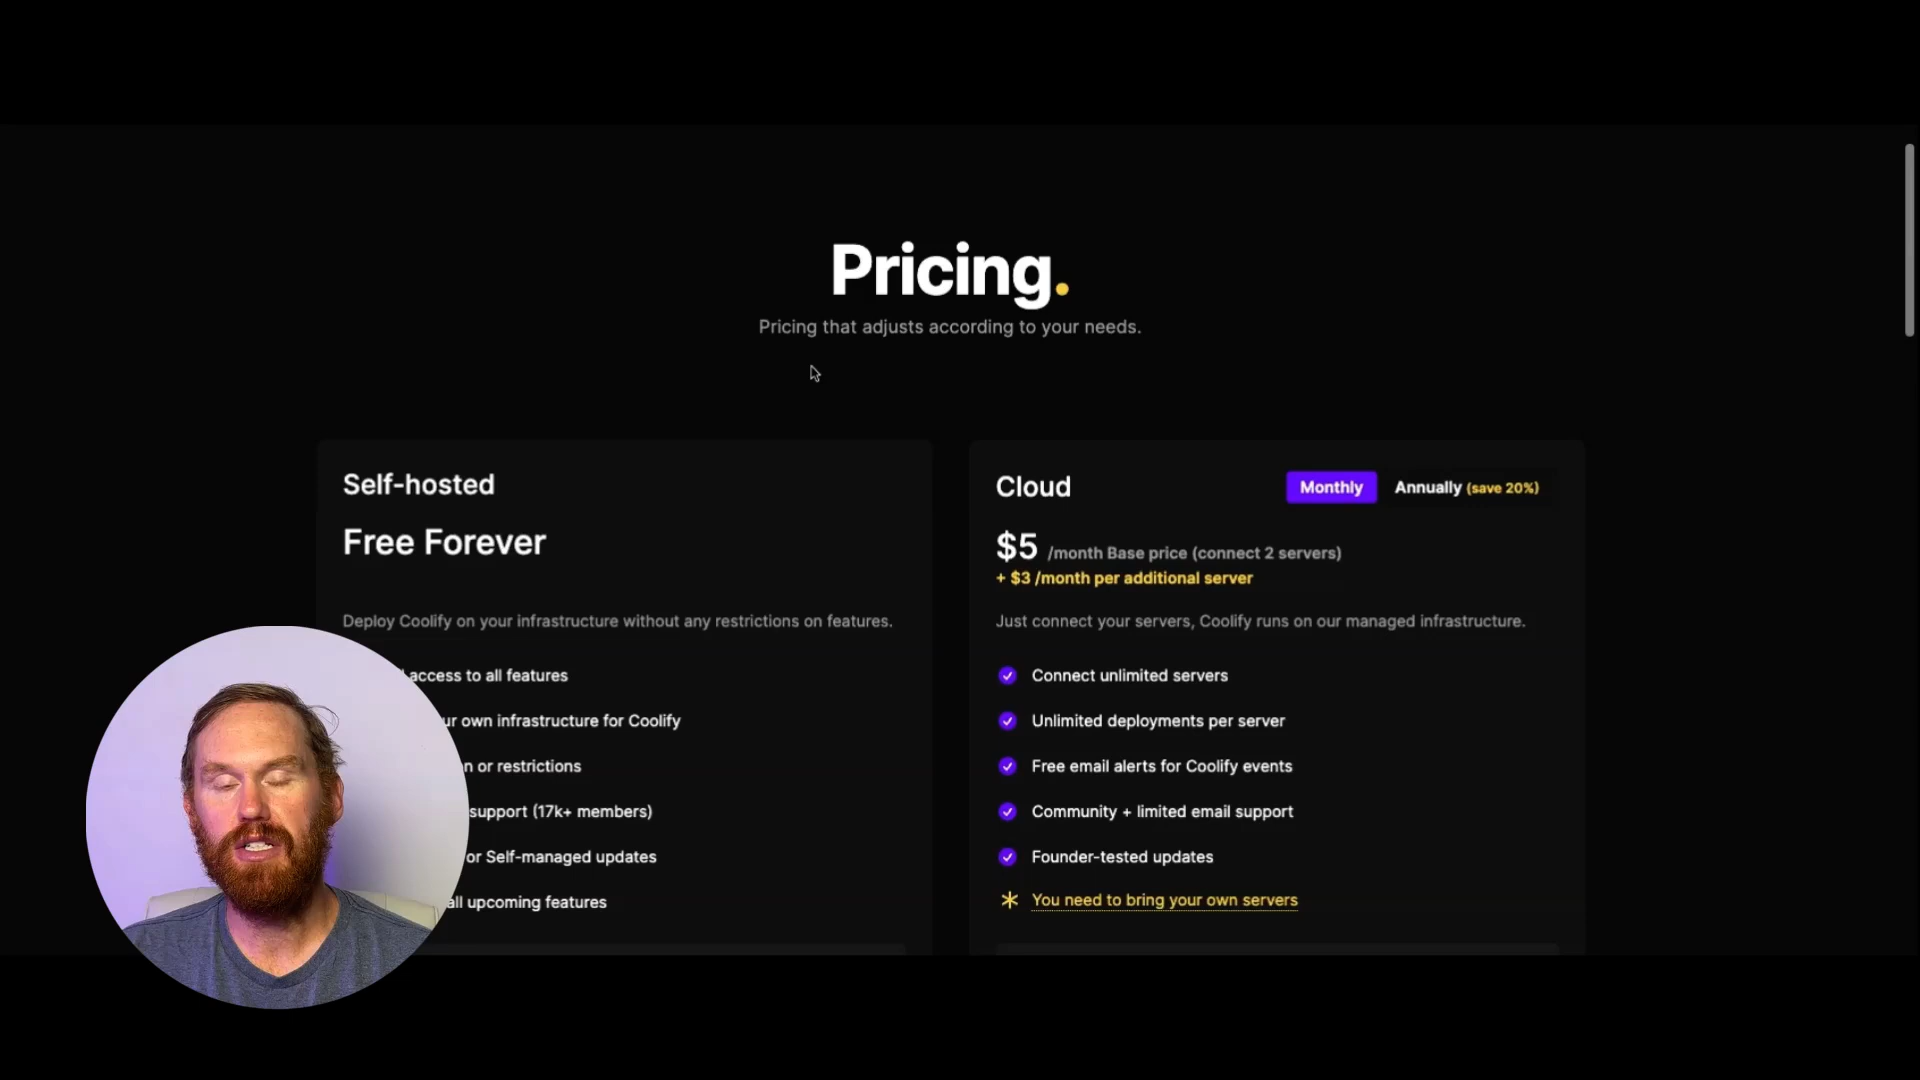 Pricing.
Pricing that adjusts according to your needs.
Self-hosted
Free Forever
Deploy Coolify on your infrastructure without any restrictions on features.
access to all features
own infrastructure for Coolify
or restrictions
support (17k+ members)
or Self-managed updates
all upcoming features
Cloud
Monthly Annually (save 20%)
$5 /month Base price (connect 2 servers)
+ $3 /month per additional server
Just connect your servers, Coolify runs on our managed infrastructure.
Connect unlimited servers
Unlimited deployments per server
Free email alerts for Coolify events
Community + limited email support
Founder-tested updates
You need to bring your own servers